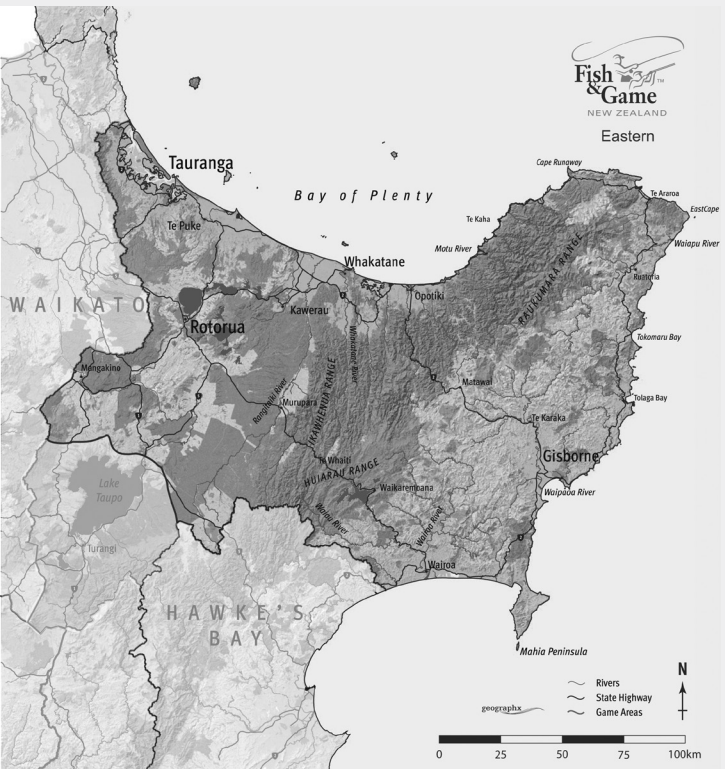 Fish
& Game
™
NEW ZEALAND
Eastern
Cape Runaway
Tauranga
Te Araroa
Bay of Plenty
EastCape
Te Kaha
Te Puke
Motu River
Waiapu River
Whakatane
Ruatoria
RAUKUMARA RANGE
Opotiki
WAIKATO
Kawerau
Rotorua
Tokomaru Bay
Whakatane River
Mangakino
Matawai
Rangitaiki River
Murupara
IKAWHENUA RANGE
Tolaga Bay
Te Karaka
Gisborne
Te Whaiti
HUIARAU RANGE
Lake
Taupo
Waikaremoana
Waipaoa River
Waiau River
Wairoa River
Turangi
Wairoa
HAWKE'S
BAY
Mahia Peninsula
N
Rivers
State Highway
Game Areas
geographx
0 25 50 75 100km